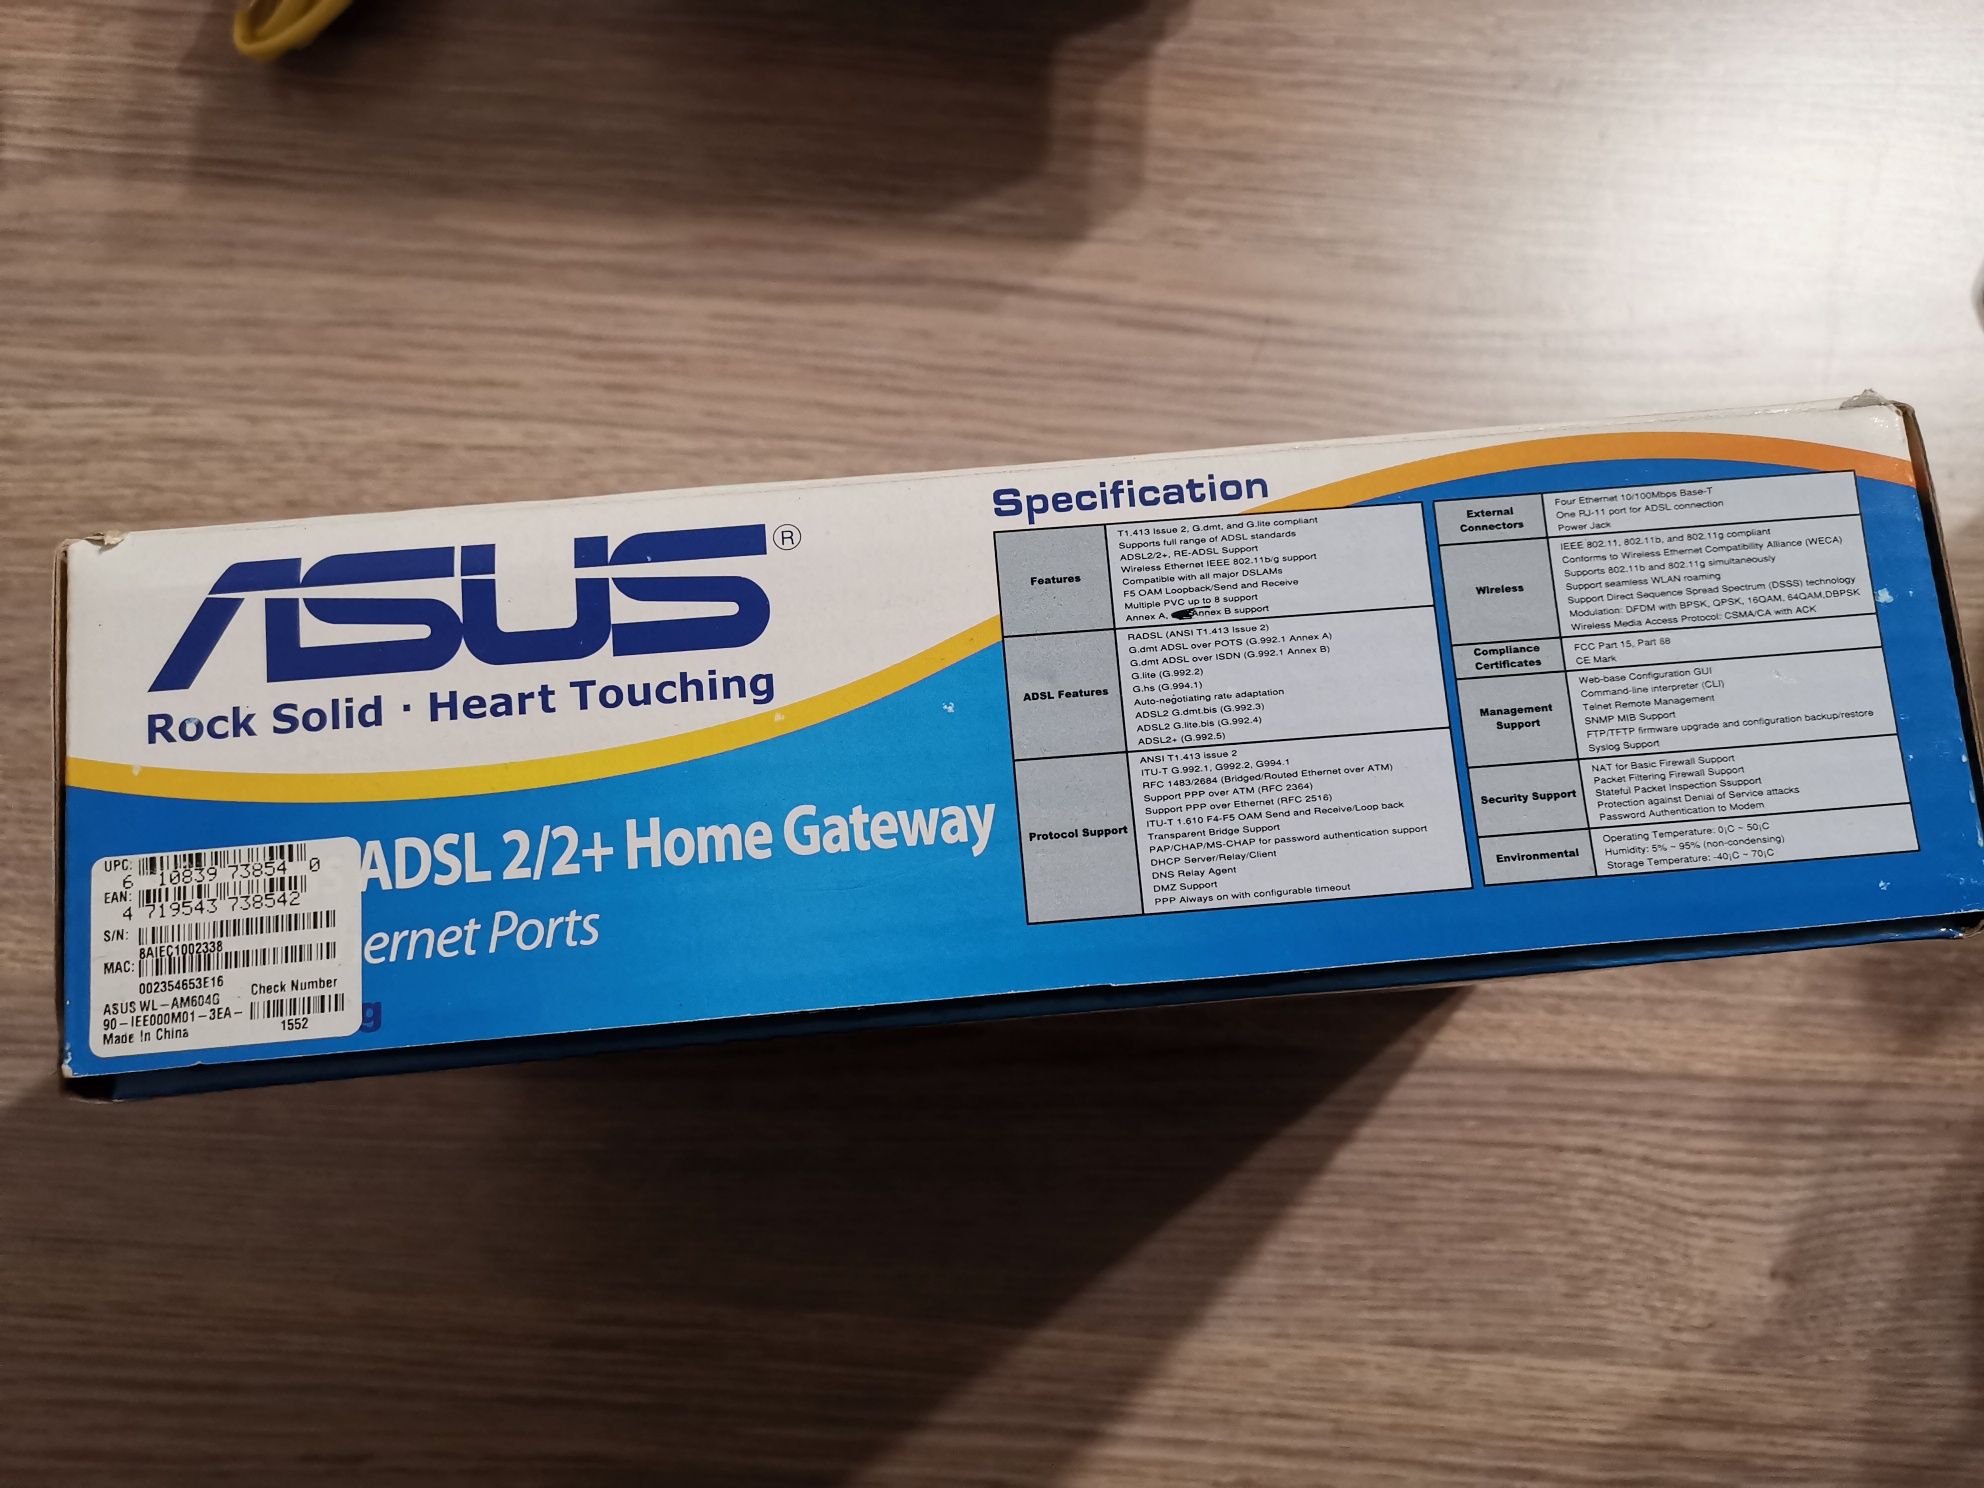 ASUS®
Rock Solid · Heart Touching
ADSL 2/2+ Home Gateway
ernet Ports
g
UPC:
6 10839 73854 0
EAN:
4 719543 738542
S/N:
8AIEC1002338
MAC:
002354653E16
ASUS WL-AM604G
90-IEE000M01-3EA-
Made In China
Check Number
1552
Specification
Features
T1.413 Issue 2, G.dmt, and G.lite compliant
Supports full range of ADSL standards
ADSL2/2+, RE-ADSL Support
Wireless Ethernet IEEE 802.11b/g support
Compatible with all major DSLAMs
F5 OAM Loopback/Send and Receive
Multiple PVC up to 8 support
Annex A, Annex B support
ADSL Features
RADSL (ANSI T1.413 Issue 2)
G.dmt ADSL over POTS (G.992.1 Annex A)
G.dmt ADSL over ISDN (G.992.1 Annex B)
G.lite (G.992.2)
G.hs (G.994.1)
Auto-negotiating rate adaptation
ADSL2 G.dmt.bis (G.992.3)
ADSL2 G.lite.bis (G.992.4)
ADSL2+ (G.992.5)
Protocol Support
ANSI T1.413 issue 2
ITU-T G.992.1, G992.2, G994.1
RFC 1483/2684 (Bridged/Routed Ethernet over ATM)
Support PPP over ATM (RFC 2364)
Support PPP over Ethernet (RFC 2516)
ITU-T 1.610 F4-F5 OAM Send and Receive/Loop back
Transparent Bridge Support
PAP/CHAP/MS-CHAP for password authentication support
DHCP Server/Relay/Client
DNS Relay Agent
DMZ Support
PPP Always on with configurable timeout
External Connectors
Four Ethernet 10/100Mbps Base-T
One RJ-11 port for ADSL connection
Power Jack
Wireless
IEEE 802.11, 802.11b, and 802.11g compliant
Conforms to Wireless Ethernet Compatibility Alliance (WECA)
Supports 802.11b and 802.11g simultaneously
Support seamless WLAN roaming
Support Direct Sequence Spread Spectrum (DSSS) technology
Modulation: DFDM with BPSK, QPSK, 16QAM, 64QAM,DBPSK
Wireless Media Access Protocol: CSMA/CA with ACK
Compliance Certificates
FCC Part 15, Part 68
CE Mark
Management Support
Web-base Configuration GUI
Command-line interpreter (CLI)
Telnet Remote Management
SNMP MIB Support
FTP/TFTP firmware upgrade and configuration backup/restore
Syslog Support
Security Support
NAT for Basic Firewall Support
Packet Filtering Firewall Support
Stateful Packet Inspection Ssupport
Protection against Denial of Service attacks
Password Authentication to Modem
Environmental
Operating Temperature: 0¡C ~ 50¡C
Humidity: 5% ~ 95% (non-condensing)
Storage Temperature: -40¡C ~ 70¡C